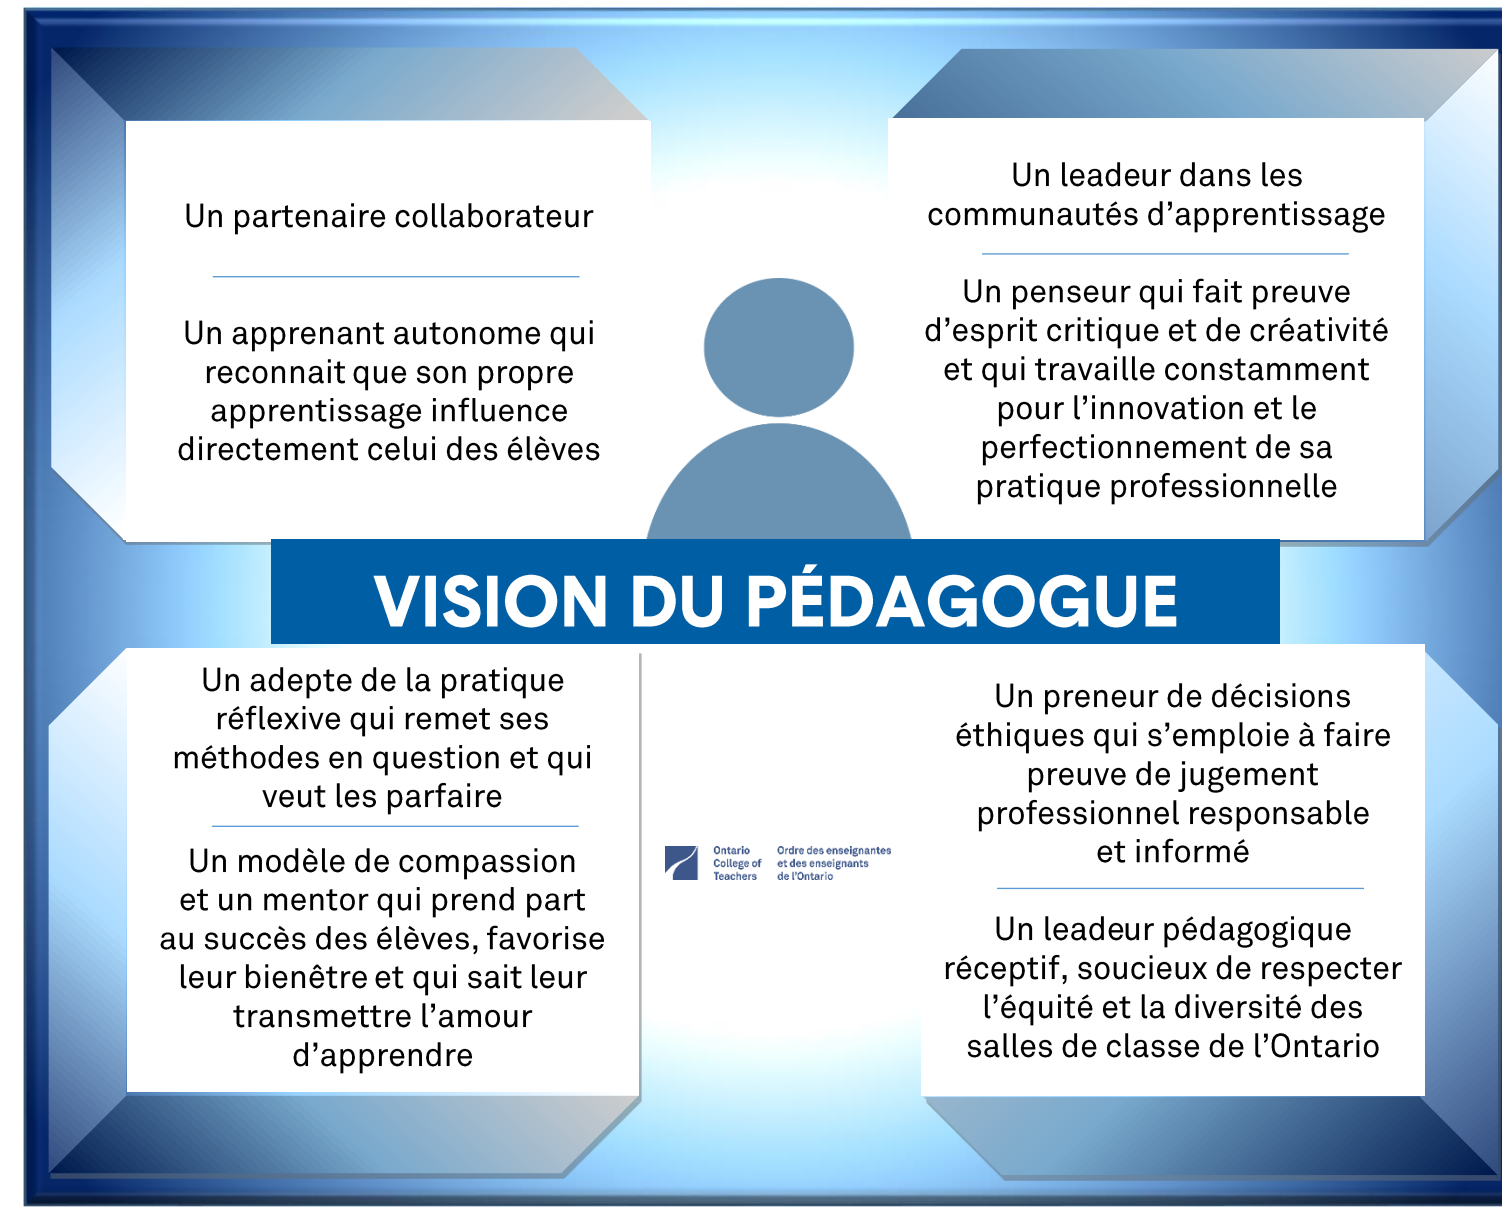 Un partenaire collaborateur
Un apprenant autonome qui
reconnait que son propre
apprentissage influence
directement celui des élèves
Un leadeur dans les
communautés d’apprentissage
Un penseur qui fait preuve
d’esprit critique et de créativité
et qui travaille constamment
pour l’innovation et le
perfectionnement de sa
pratique professionnelle
VISION DU PÉDAGOGUE
Un adepte de la pratique
réflexive qui remet ses
méthodes en question et qui
veut les parfaire
Un modèle de compassion
et un mentor qui prend part
au succès des élèves, favorise
leur bienêtre et qui sait leur
transmettre l’amour
d’apprendre
Ontario
College of
Teachers
Ordre des enseignantes
et des enseignants
de l’Ontario
Un preneur de décisions
éthiques qui s’emploie à faire
preuve de jugement
professionnel responsable
et informé
Un leadeur pédagogique
réceptif, soucieux de respecter
l’équité et la diversité des
salles de classe de l’Ontario